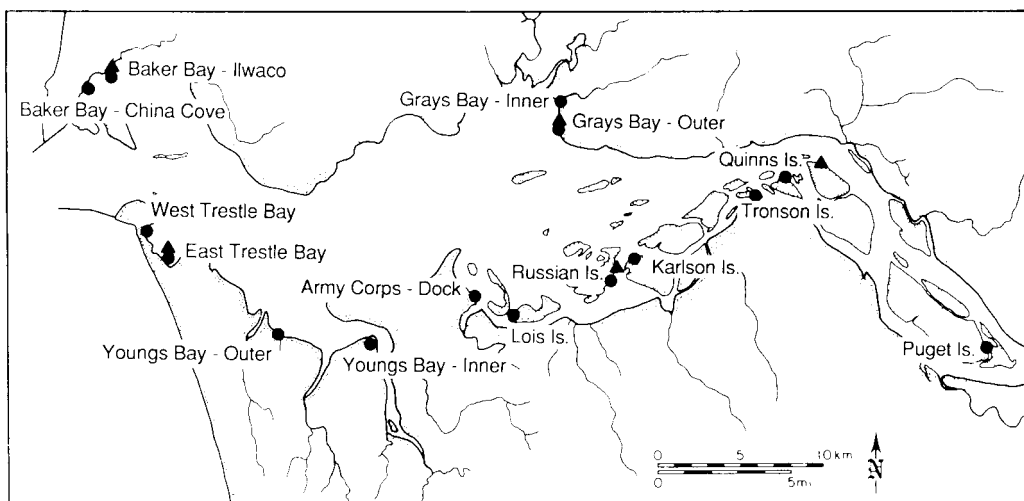 Baker Bay - Ilwaco
Baker Bay - China Cove
Grays Bay - Inner
Grays Bay - Outer
Quinns Is.
Tronson Is.
West Trestle Bay
East Trestle Bay
Army Corps - Dock
Russian Is.
Karlson Is.
Lois Is.
Youngs Bay - Outer
Youngs Bay - Inner
Puget Is.
0 5 10 km
0 5 mi
N